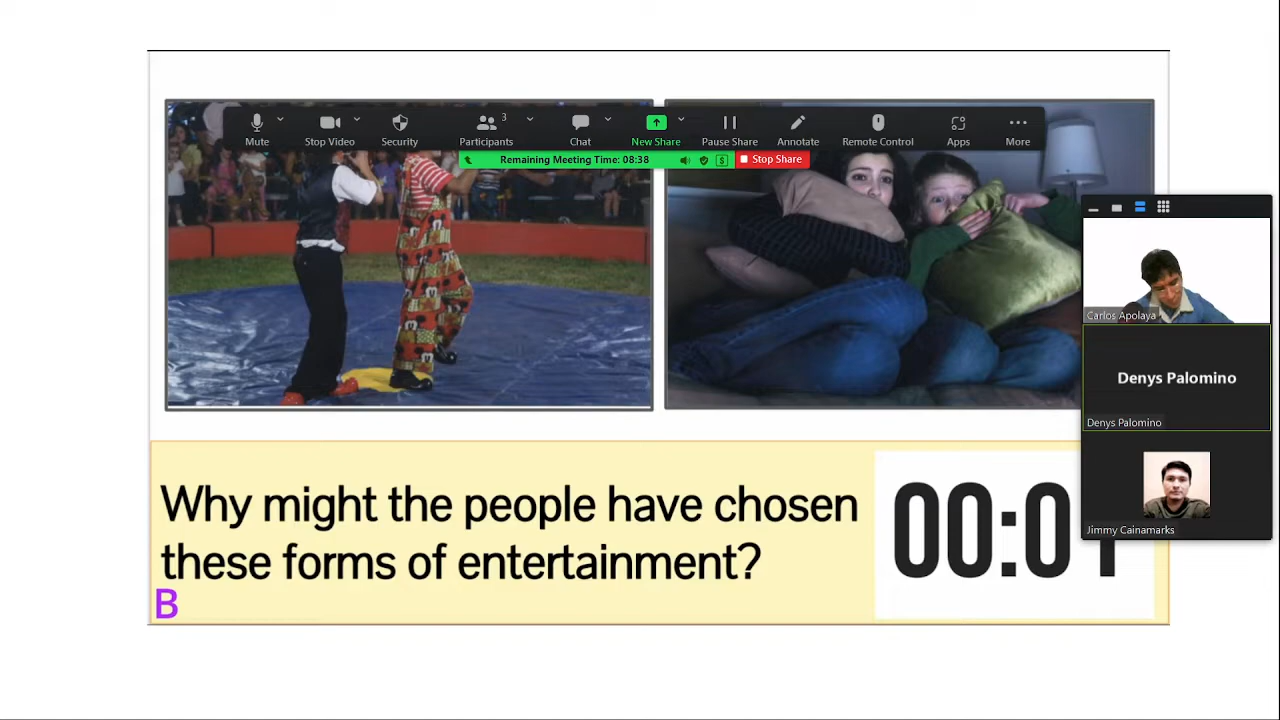 3
Mute
Stop Video
Security
Participants
Chat
New Share
Pause Share
Annotate
Remote Control
Apps
More
Remaining Meeting Time: 08:38
Stop Share
Carlos Apolaya
Denys Palomino
Denys Palomino
Jimmy Cainamarks
Why might the people have chosen
these forms of entertainment?
B